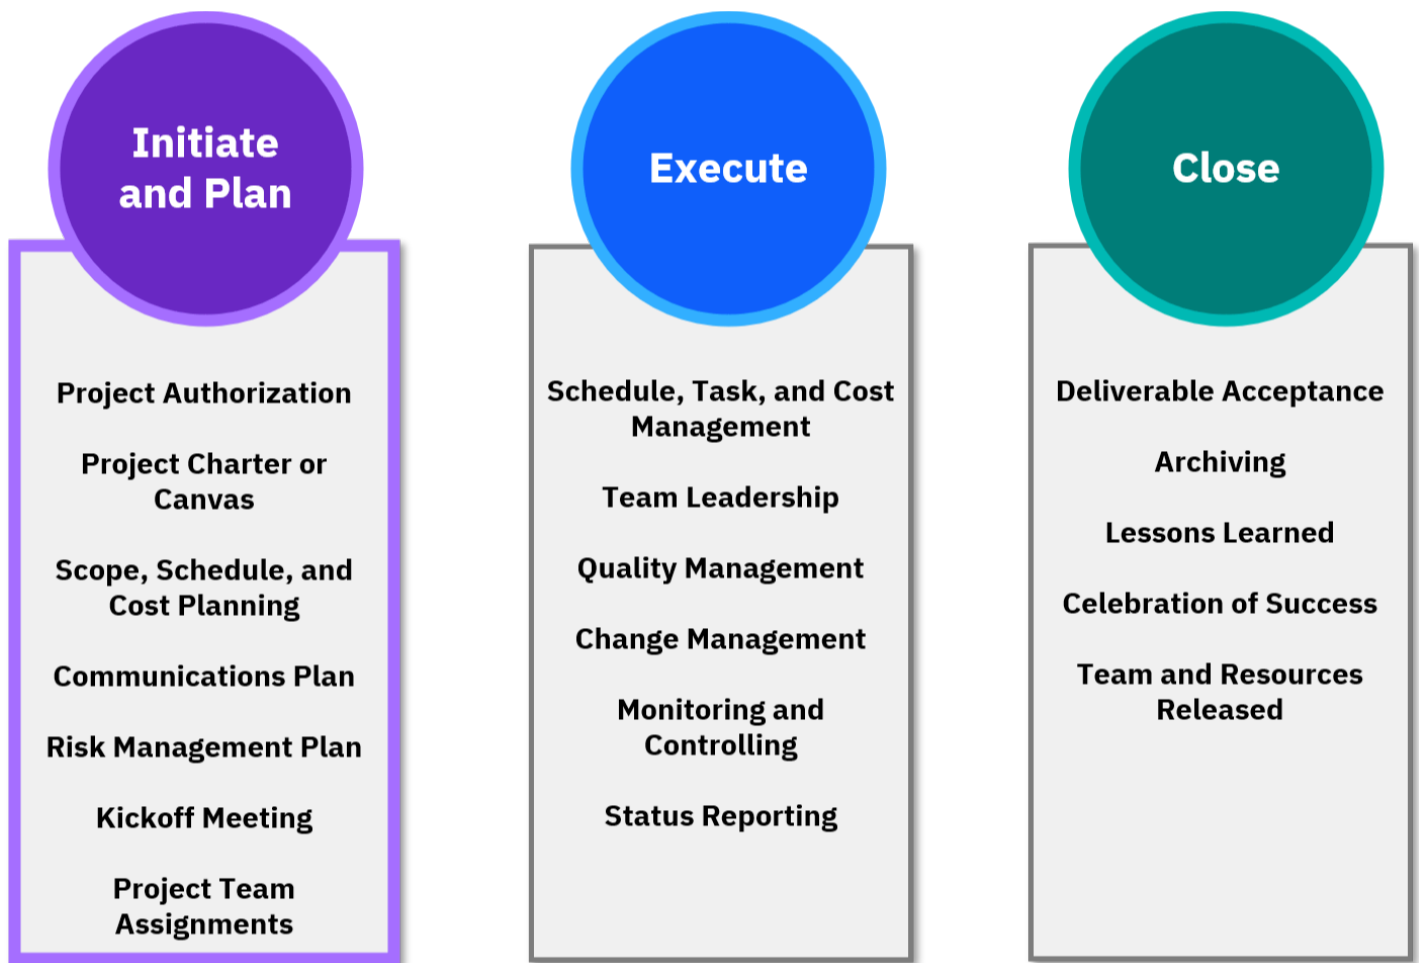 Initiate
and Plan
Project Authorization
Project Charter or
Canvas
Scope, Schedule, and
Cost Planning
Communications Plan
Risk Management Plan
Kickoff Meeting
Project Team
Assignments
Execute
Schedule, Task, and Cost
Management
Team Leadership
Quality Management
Change Management
Monitoring and
Controlling
Status Reporting
Close
Deliverable Acceptance
Archiving
Lessons Learned
Celebration of Success
Team and Resources
Released